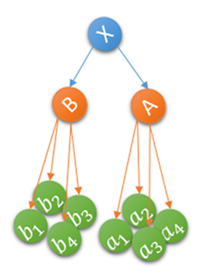 X
B A
b₂ a₂
b₁ b₃ a₁ a₄
b₄ a₃